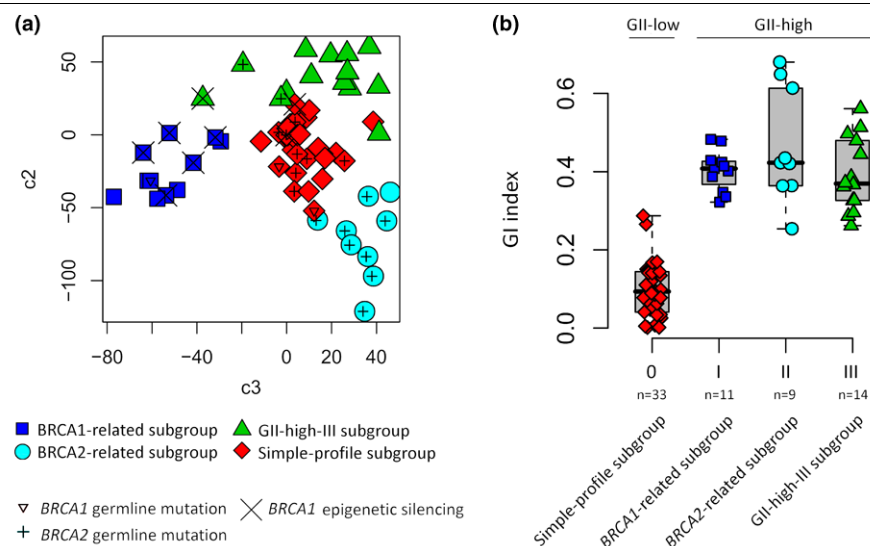 (a)
c2
50
0
−50
−100
−80
−40
0
20
40
c3
BRCA1-related subgroup
BRCA2-related subgroup
GII-high-III subgroup
Simple-profile subgroup
BRCA1 germline mutation
BRCA2 germline mutation
BRCA1 epigenetic silencing
(b)
GII-low
GII-high
GI index
0.6
0.4
0.2
0.0
0
I
II
III
n=33
n=11
n=9
n=14
Simple-profile subgroup
BRCA1-related subgroup
BRCA2-related subgroup
GII-high-III subgroup